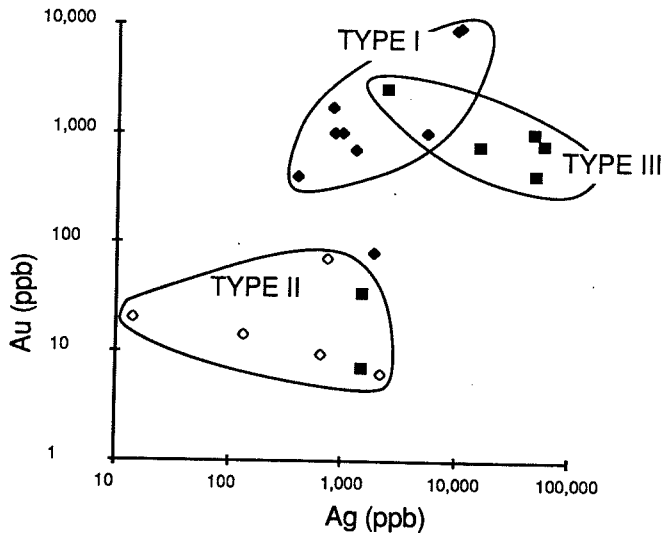 10,000
TYPE I
1,000
TYPE III
100
TYPE II
Au (ppb)
10
1
10 100 1,000 10,000 100,000
Ag (ppb)